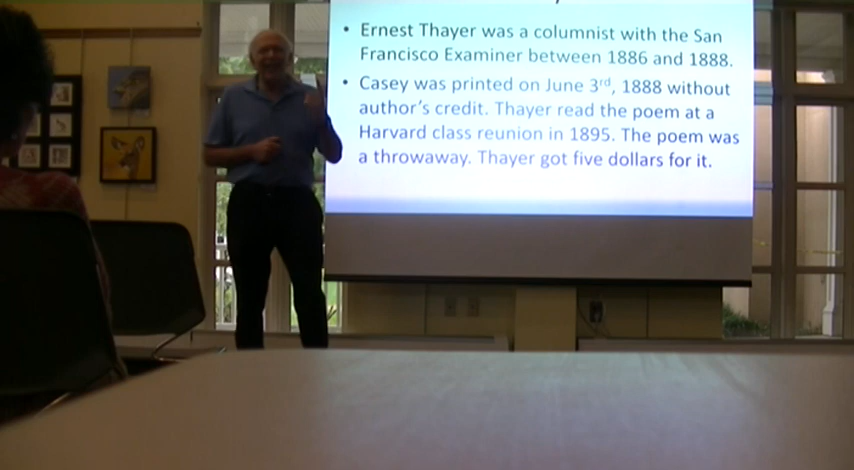 • Ernest Thayer was a columnist with the San
Francisco Examiner between 1886 and 1888.
• Casey was printed on June 3rd, 1888 without
author's credit. Thayer read the poem at a
Harvard class reunion in 1895. The poem was
a throwaway. Thayer got five dollars for it.